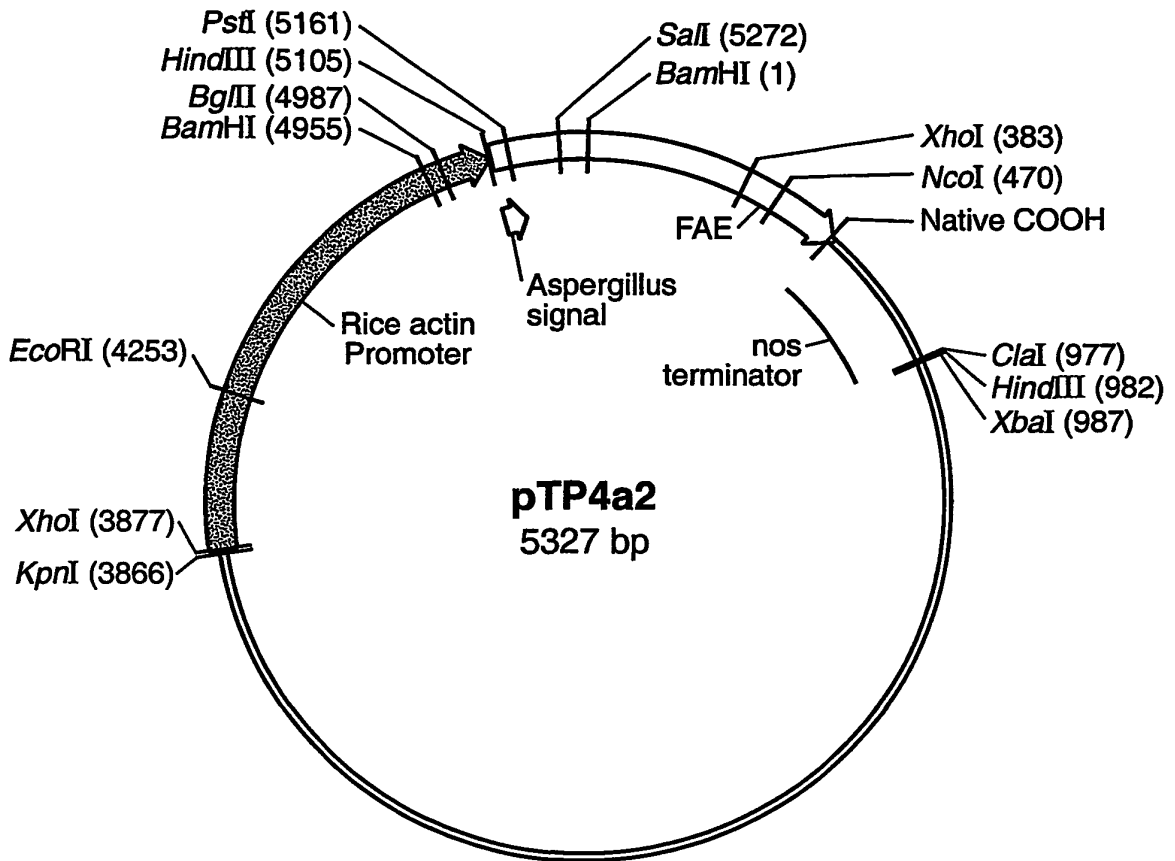 PstI (5161)
HindIII (5105)
BglII (4987)
BamHI (4955)
SalI (5272)
BamHI (1)
XhoI (383)
NcoI (470)
FAE
Native COOH
Aspergillus
signal
Rice actin
Promoter
nos
terminator
EcoRI (4253)
ClaI (977)
HindIII (982)
XbaI (987)
pTP4a2
5327 bp
XhoI (3877)
KpnI (3866)